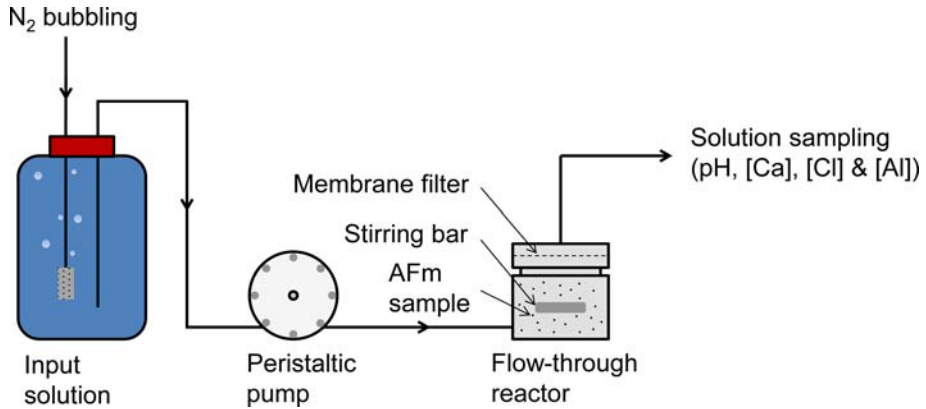 N₂ bubbling
Solution sampling
(pH, [Ca], [Cl] & [Al])
Membrane filter
Stirring bar
AFm
sample
Input
solution
Peristaltic
pump
Flow-through
reactor